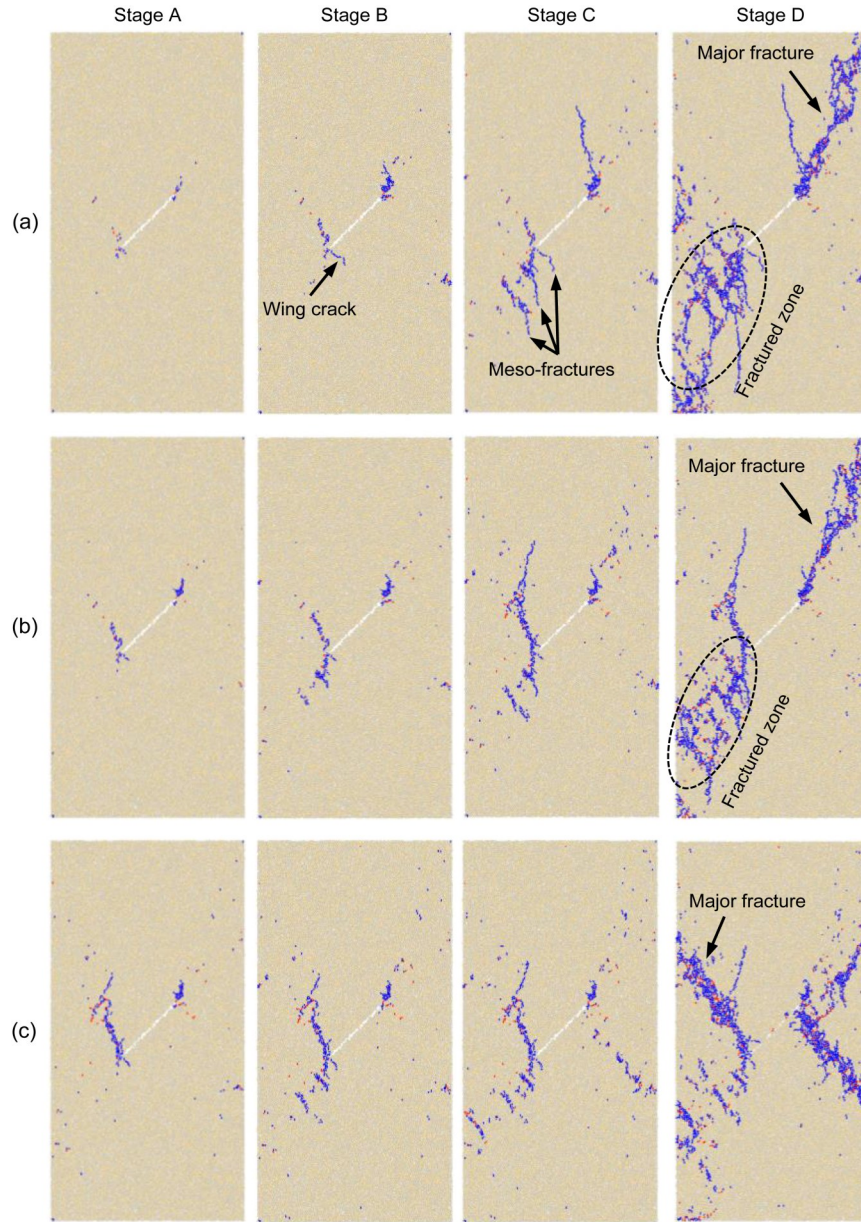 Stage A
Stage B
Stage C
Stage D
(a)
Wing crack
Meso-fractures
Major fracture
Fractured zone
(b)
Major fracture
Fractured zone
(c)
Major fracture